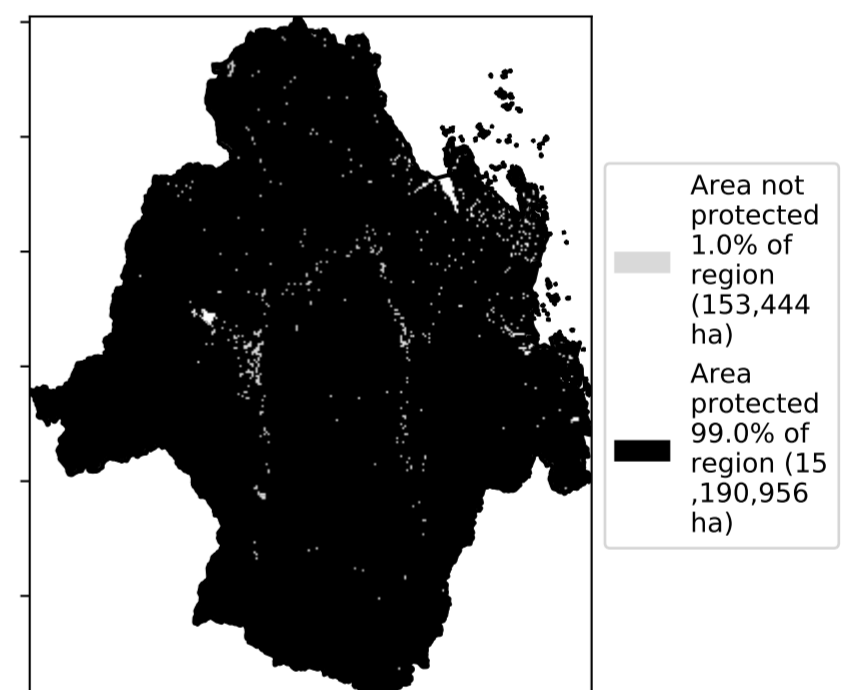 Area not
protected
1.0% of
region
(153,444
ha)
Area
protected
99.0% of
region (15
,190,956
ha)